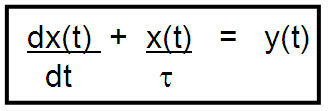 dx(t) + x(t) = y(t)
dt τ